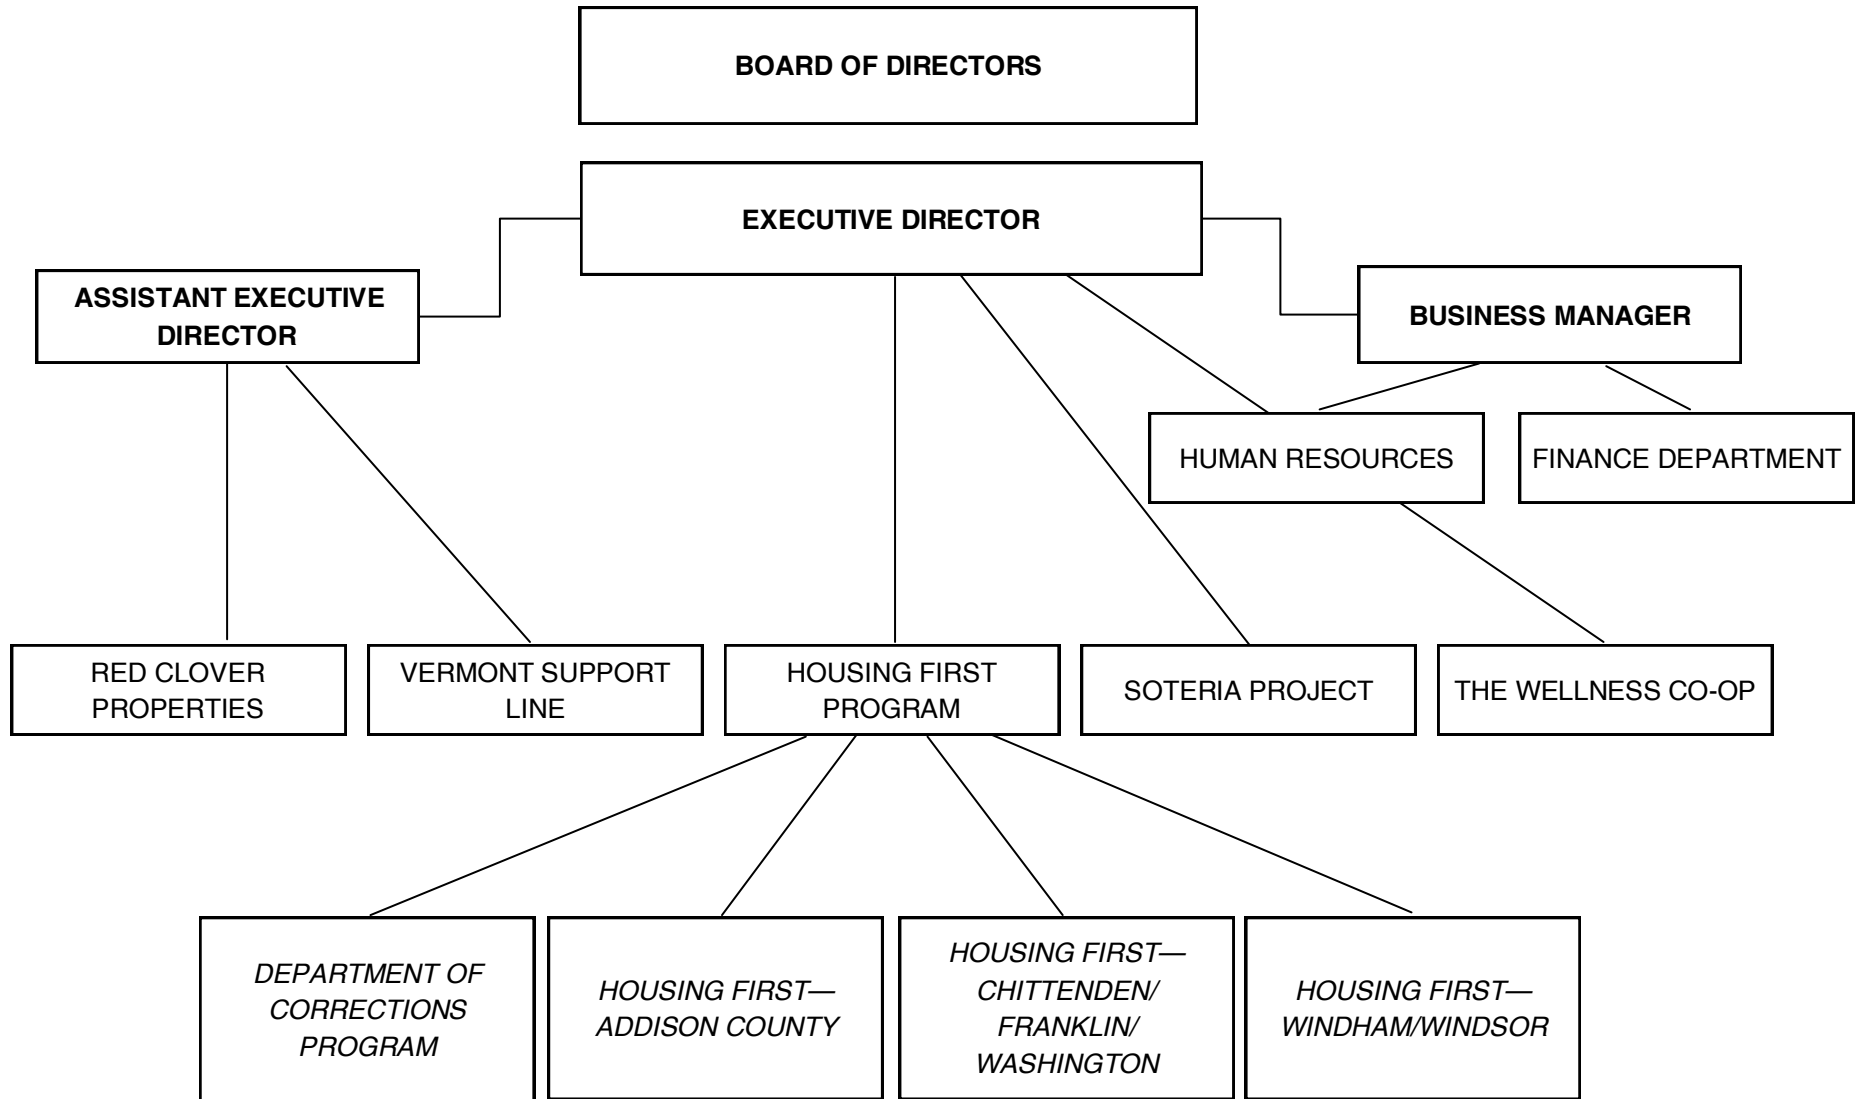 BOARD OF DIRECTORS
EXECUTIVE DIRECTOR
ASSISTANT EXECUTIVE
DIRECTOR
BUSINESS MANAGER
HUMAN RESOURCES
FINANCE DEPARTMENT
RED CLOVER
PROPERTIES
VERMONT SUPPORT
LINE
HOUSING FIRST
PROGRAM
SOTERIA PROJECT
THE WELLNESS CO-OP
DEPARTMENT OF
CORRECTIONS
PROGRAM
HOUSING FIRST—
ADDISON COUNTY
HOUSING FIRST—
CHITTENDEN/
FRANKLIN/
WASHINGTON
HOUSING FIRST—
WINDHAM/WINDSOR